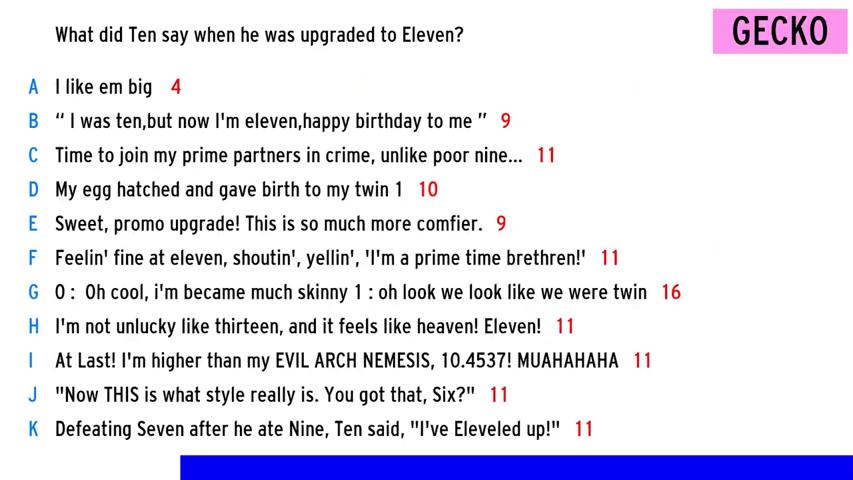 What did Ten say when he was upgraded to Eleven?
GECKO
A I like em big 4
B “ I was ten,but now I'm eleven,happy birthday to me ” 9
C Time to join my prime partners in crime, unlike poor nine... 11
D My egg hatched and gave birth to my twin 1 10
E Sweet, promo upgrade! This is so much more comfier. 9
F Feelin' fine at eleven, shoutin', yellin', 'I'm a prime time brethren!' 11
G 0 : Oh cool, i'm became much skinny 1 : oh look we look like we were twin 16
H I'm not unlucky like thirteen, and it feels like heaven! Eleven! 11
I At Last! I'm higher than my EVIL ARCH NEMESIS, 10.4537! MUAHAHAHA 11
J "Now THIS is what style really is. You got that, Six?" 11
K Defeating Seven after he ate Nine, Ten said, "I've Eleveled up!" 11